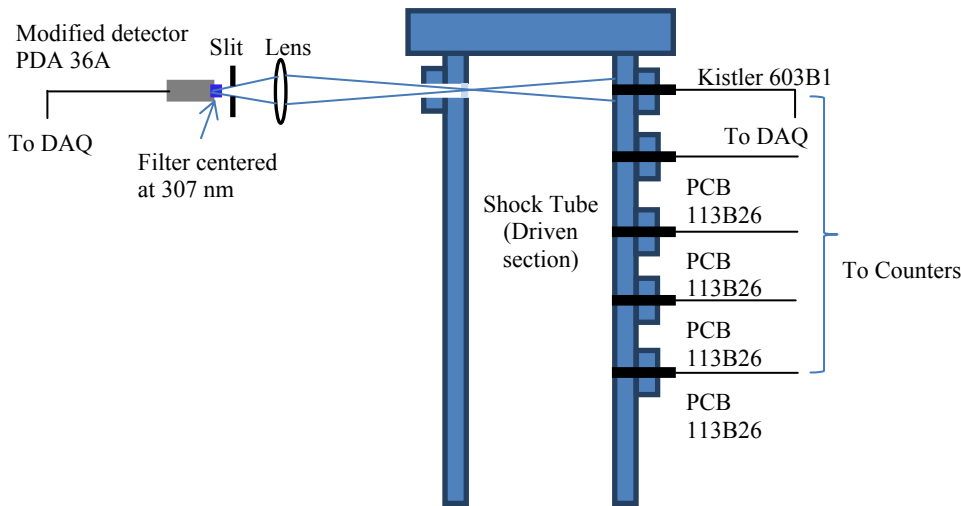 Modified detector
PDA 36A
Slit
Lens
Kistler 603B1
To DAQ
To DAQ
Filter centered
at 307 nm
Shock Tube
(Driven
section)
PCB
113B26
PCB
113B26
PCB
113B26
PCB
113B26
To Counters